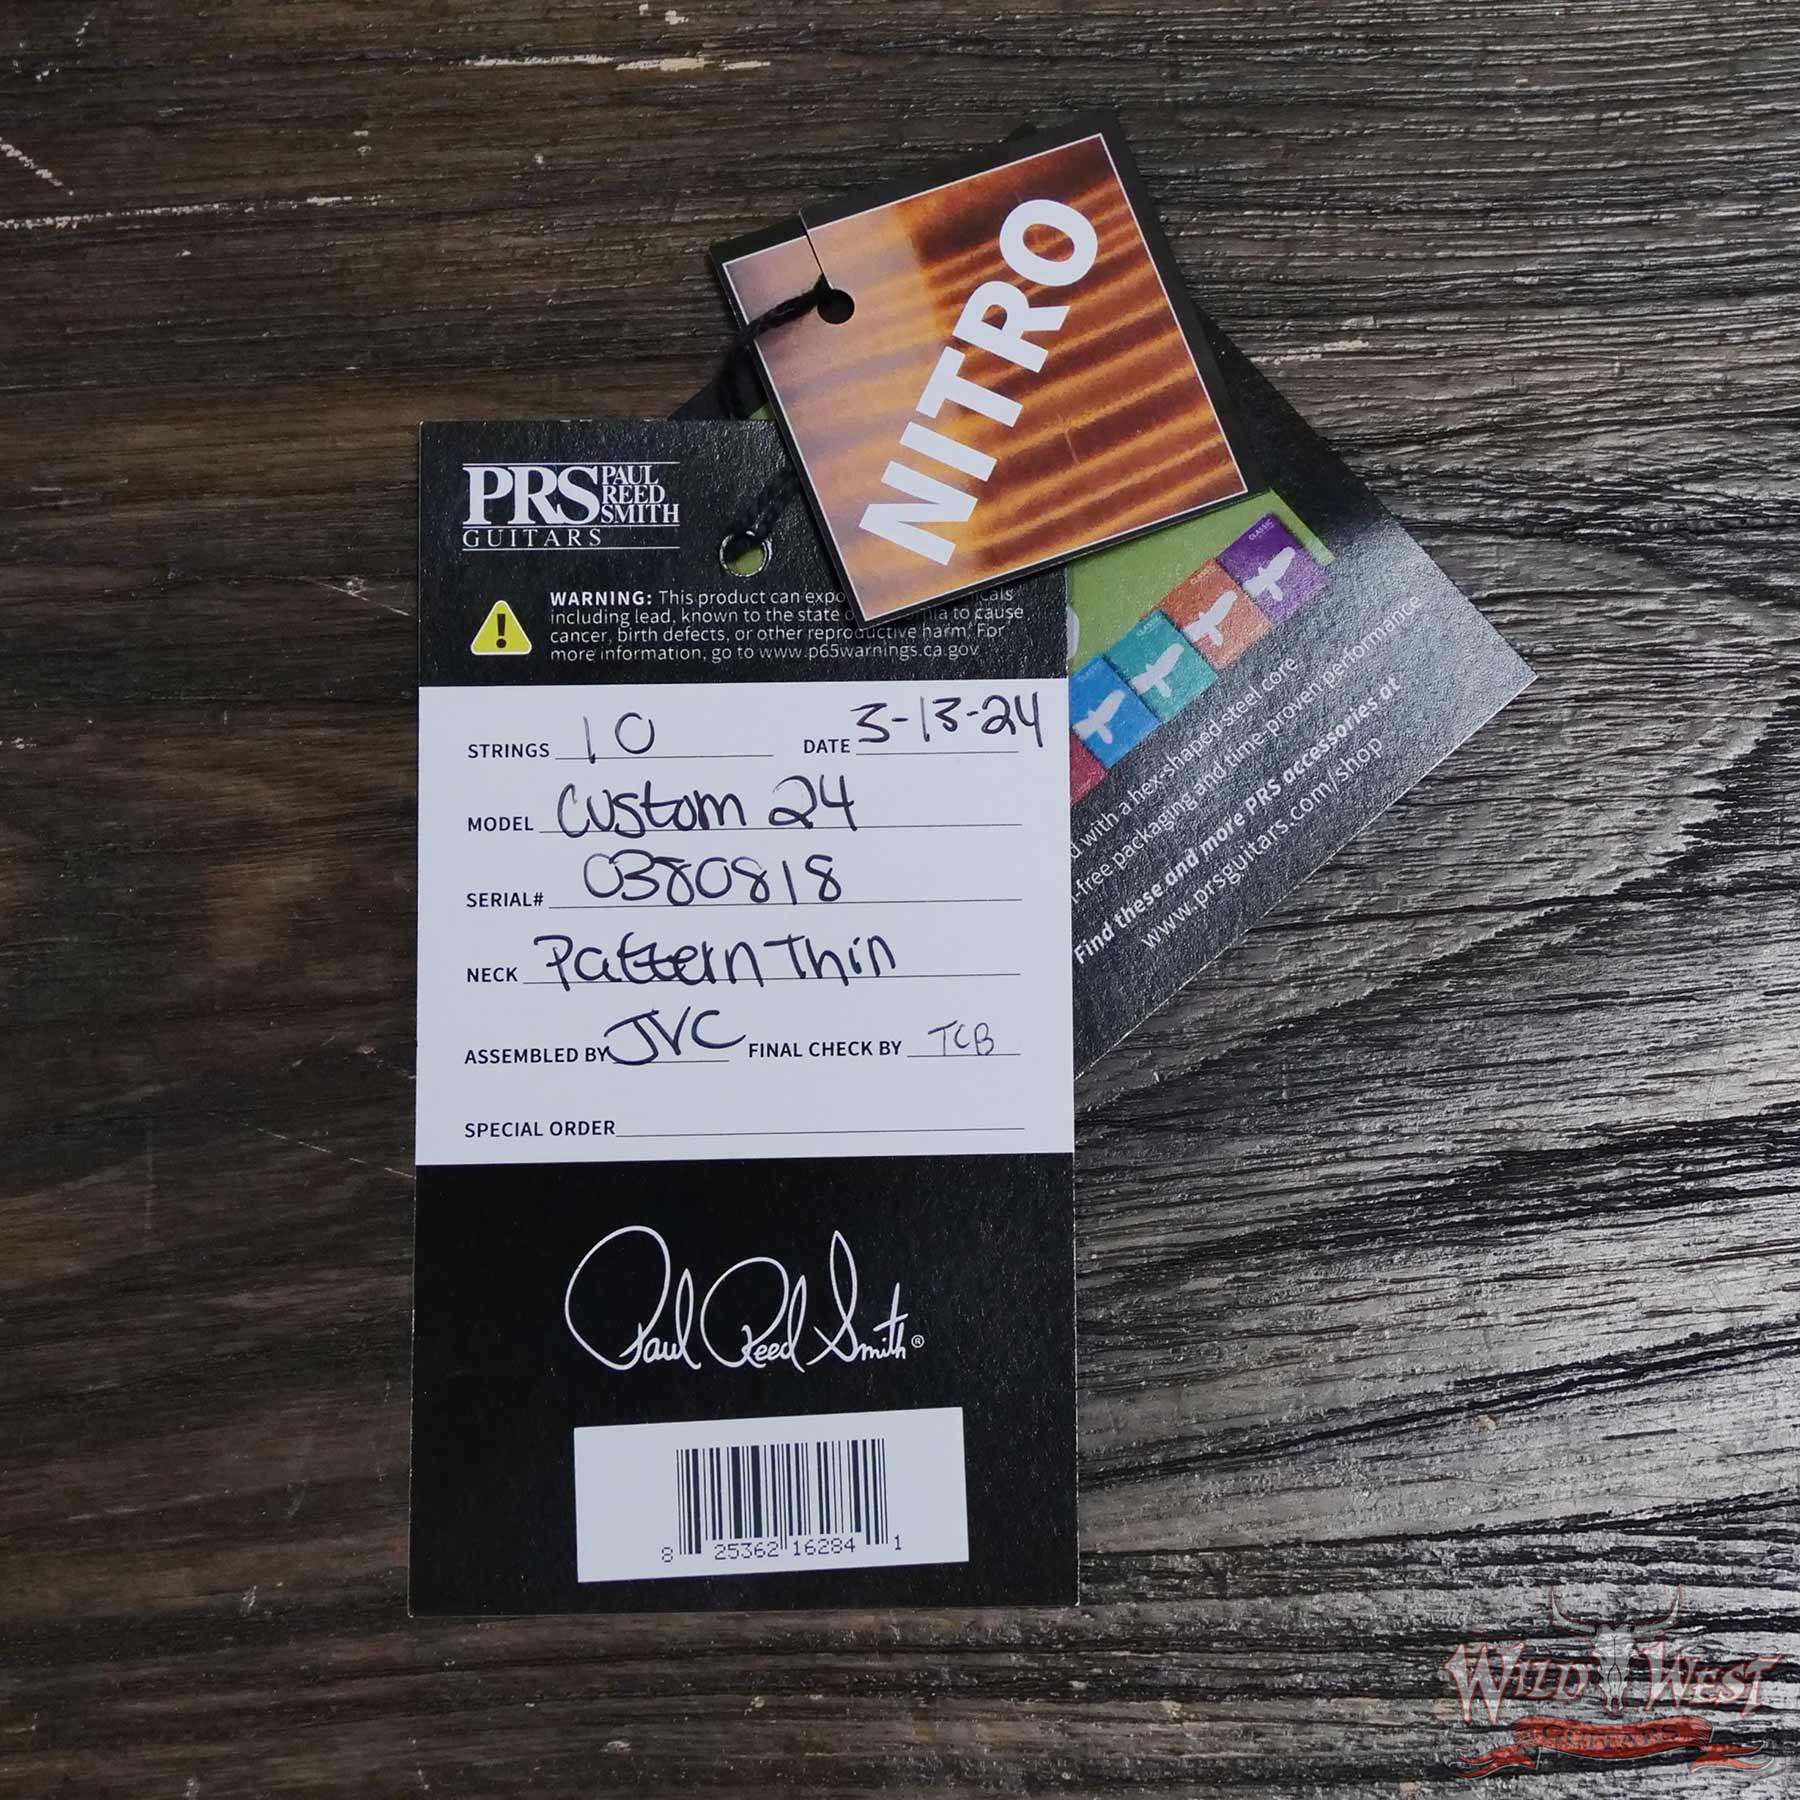 NITRO
PRS PAUL REED SMITH
GUITARS
WARNING: This product can
including lead, known to the state to cause
cancer, birth defects, or other reproductive harm. For
more information, go to www.p65warnings.ca.gov
STRINGS 10 DATE 3-13-24
MODEL Custom 24
SERIAL# 0380818
NECK Pattern Thin
ASSEMBLED BY JVC FINAL CHECK BY TCB
SPECIAL ORDER
Paul Reed Smith®
8 25362 16284 1
CLASSIC
with a hex-shaped steel core
-free packaging and time-proven performance
Find these and more PRS accessories at
www.prsguitars.com/shop
WILD WEST
GUITARS